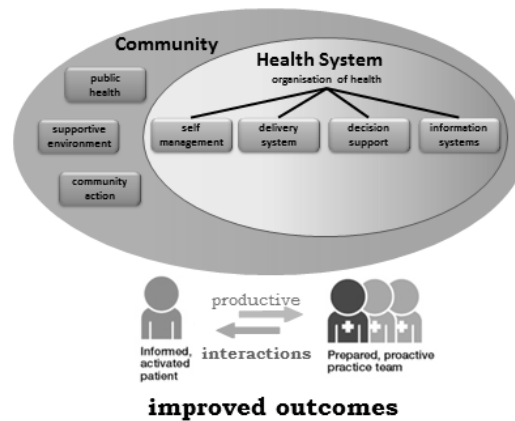 Community
Health System
organisation of health
public
health
supportive
environment
community
action
self
management
delivery
system
decision
support
information
systems
productive
interactions
Informed,
activated
patient
Prepared, proactive
practice team
improved outcomes